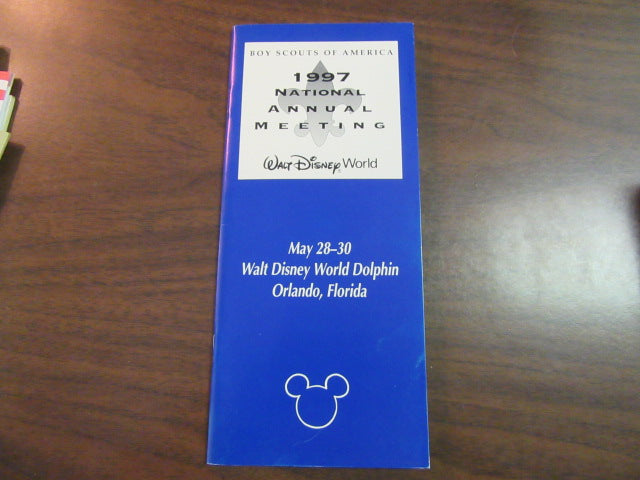 BOY SCOUTS OF AMERICA
1997
NATIONAL
ANNUAL
MEETING
Walt Disney World
May 28–30
Walt Disney World Dolphin
Orlando, Florida